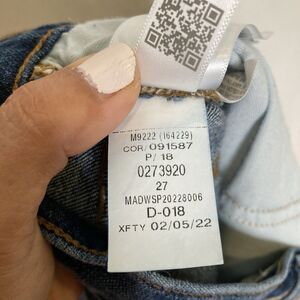 M9222 (164229)
COR/ 091587
P/ 18
0273920
27
MADWSP20228006
D-018
XFTY 02/05/22